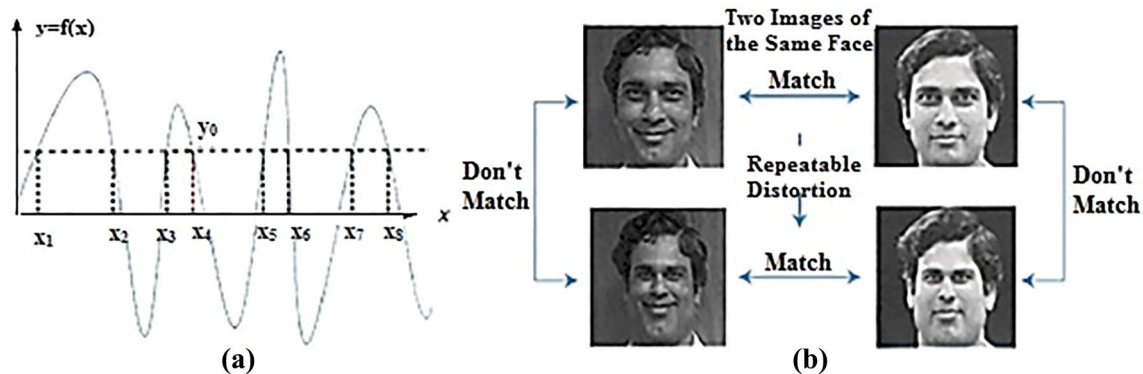 y=f(x)
y₀
x
x₁ x₂ x₃ x₄ x₅ x₆ x₇ x₈
(a)
Two Images of
the Same Face
Match
Don't
Match
Repeatable
Distortion
Don't
Match
Match
(b)